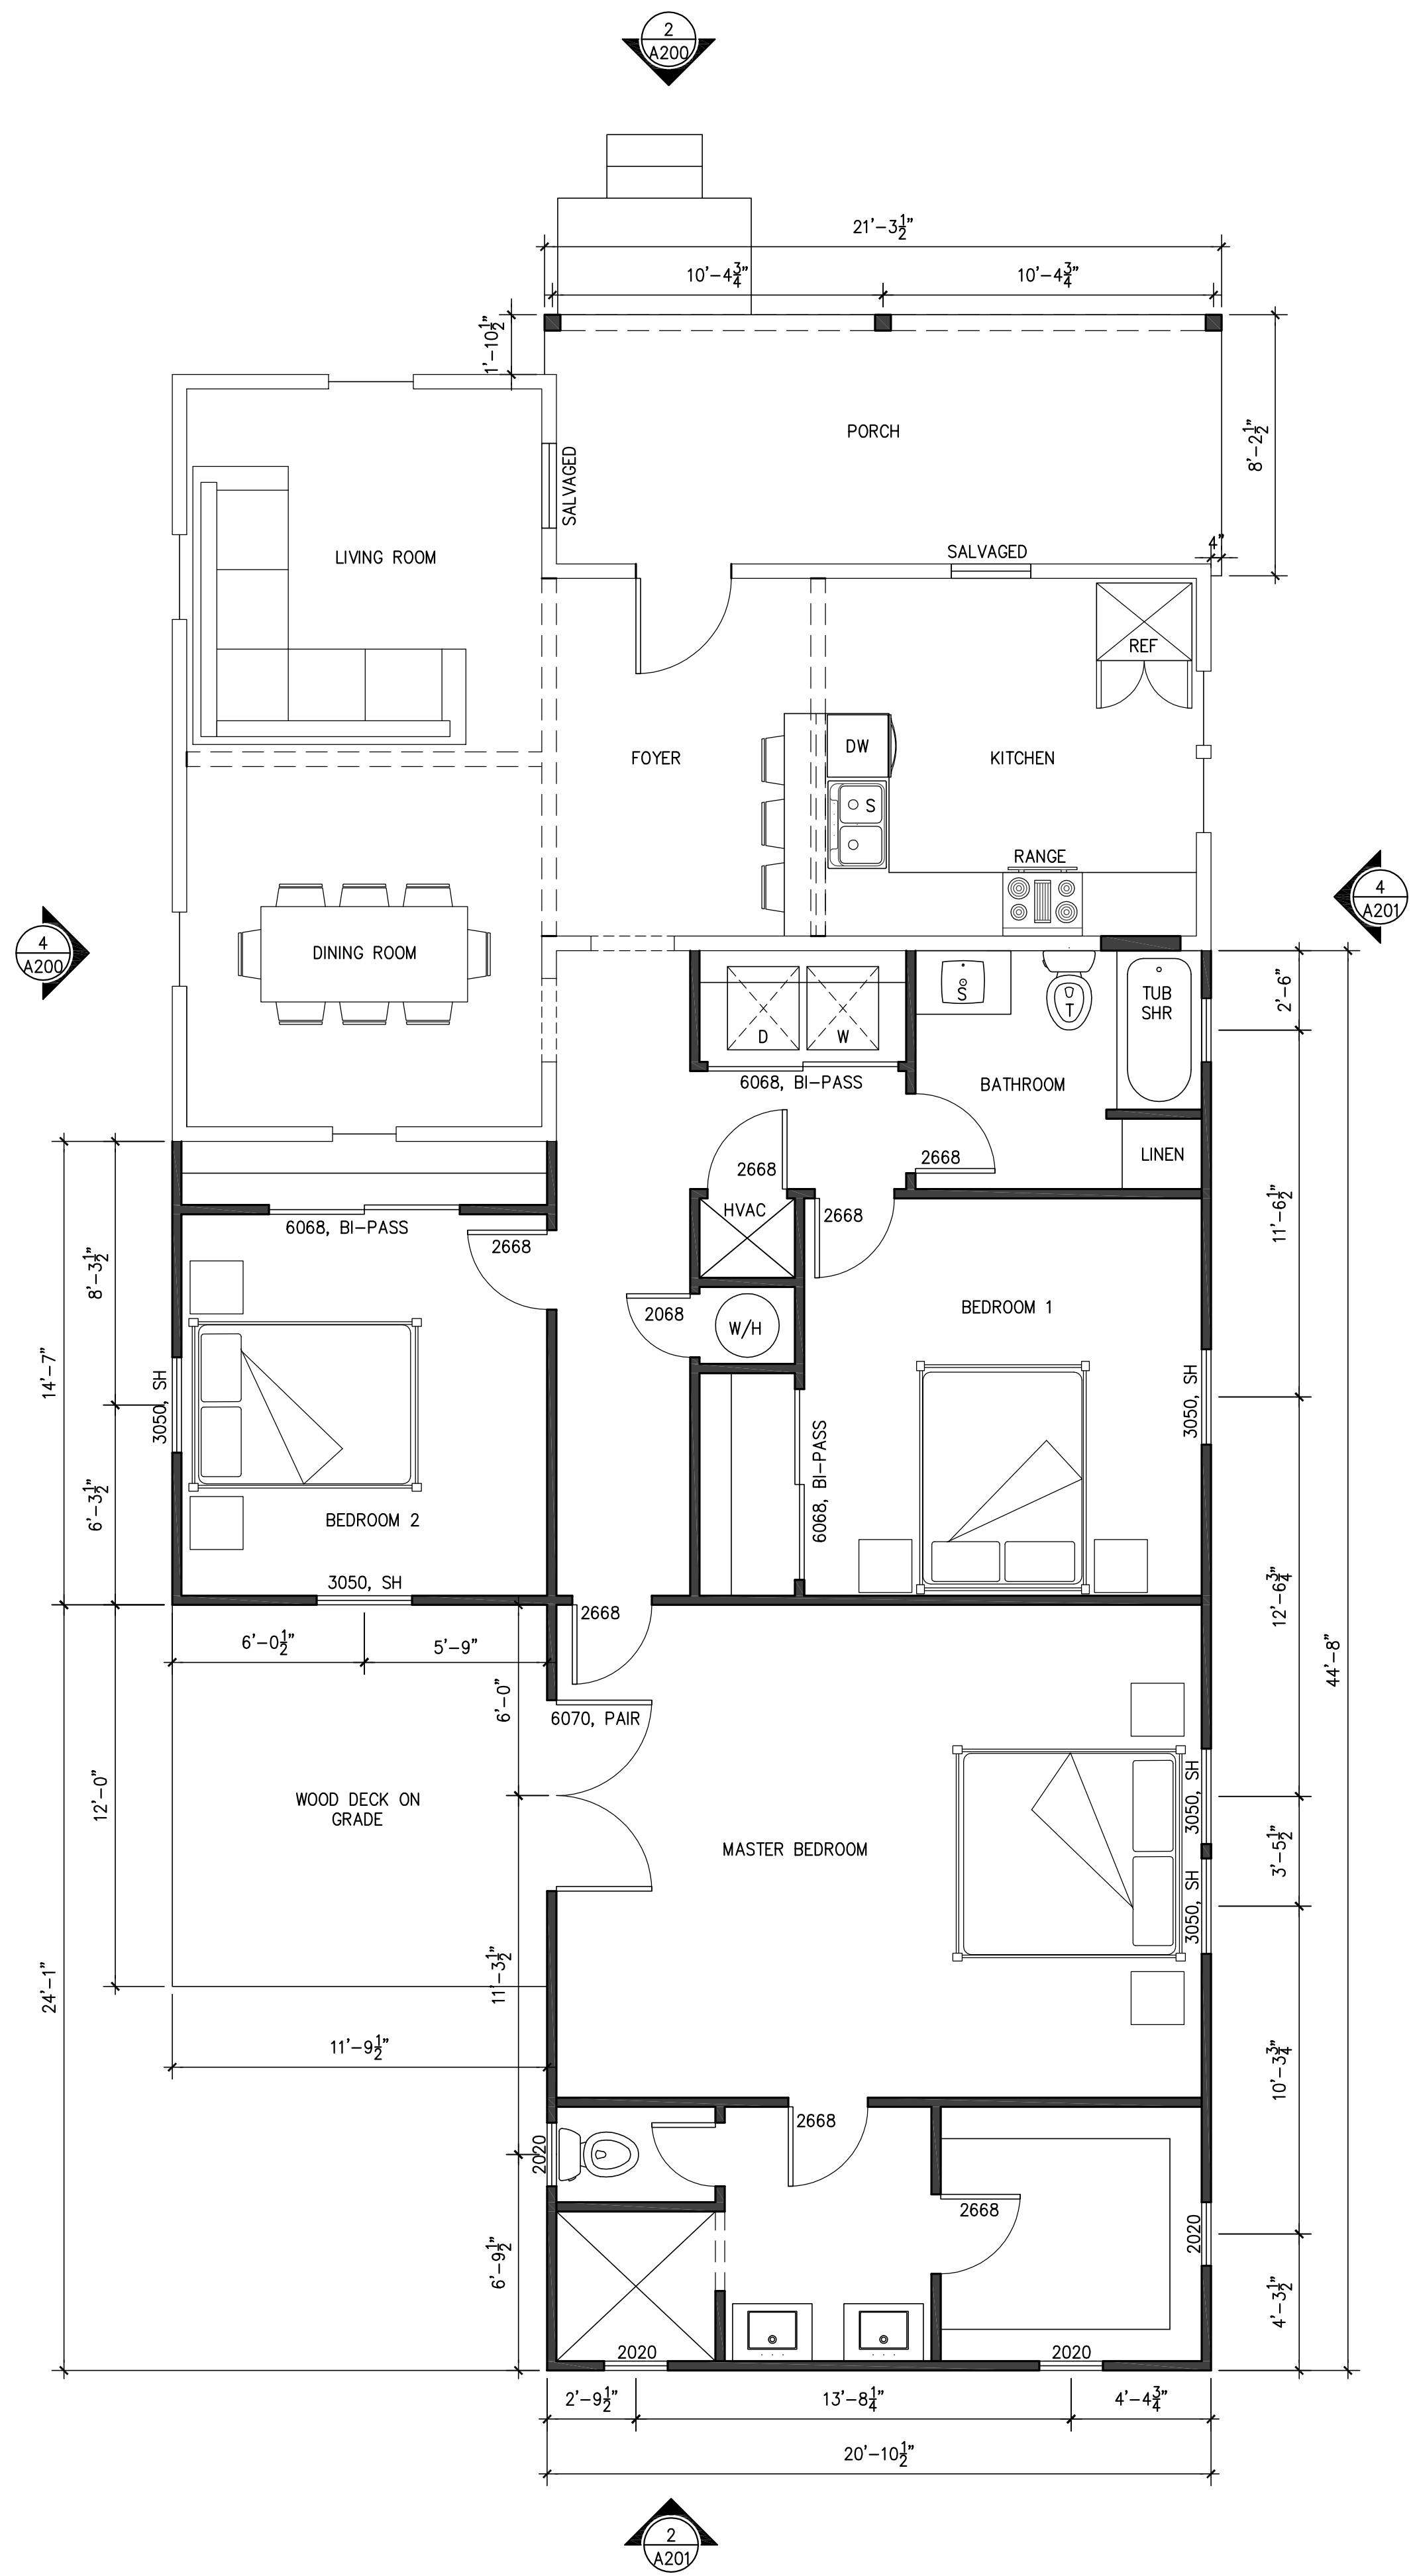 2
A200
21'-3½"
10'-4¾"
10'-4¾"
1'-10½"
PORCH
8'-2½"
SALVAGED
4"
SALVAGED
LIVING ROOM
REF
FOYER
DW
KITCHEN
S
RANGE
4
A201
DINING ROOM
4
A200
S
T
TUB
SHR
2'-6"
D
W
6068, BI-PASS
BATHROOM
2668
2668
LINEN
HVAC
2668
11'-6½"
6068, BI-PASS
2668
8'-3½"
BEDROOM 1
2068
W/H
14'-7"
3050, SH
3050, SH
6068, BI-PASS
6'-3½"
BEDROOM 2
3050, SH
2668
12'-6¾"
44'-8"
6'-0½"
5'-9"
6'-0"
6070, PAIR
12'-0"
WOOD DECK ON
GRADE
3050, SH
MASTER BEDROOM
3'-5½"
3050, SH
24'-1"
11'-3½"
11'-9½"
10'-3¾"
2668
2020
2668
2020
6'-9½"
4'-3½"
2020
2020
2'-9½"
13'-8¼"
4'-4¾"
20'-10½"
2
A201